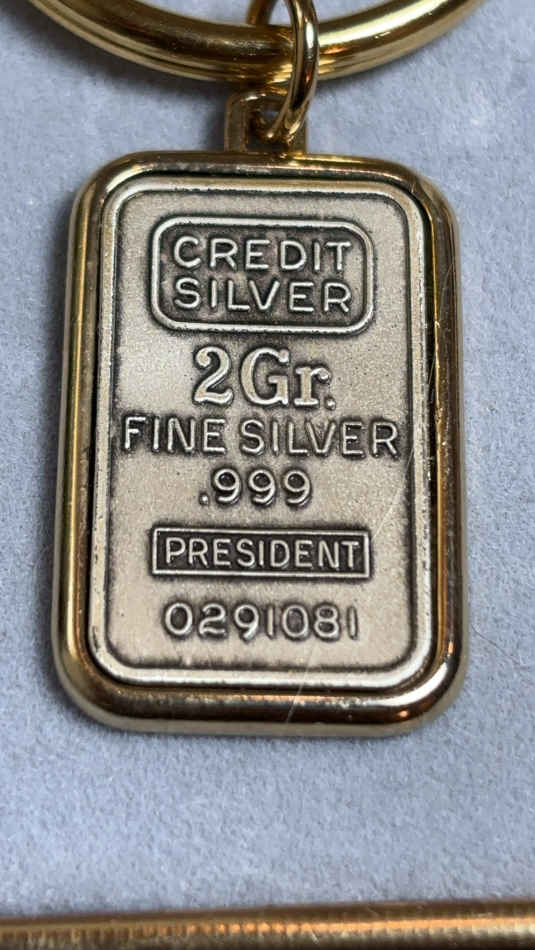 CREDIT
SILVER
2Gr.
FINE SILVER
.999
PRESIDENT
0291081